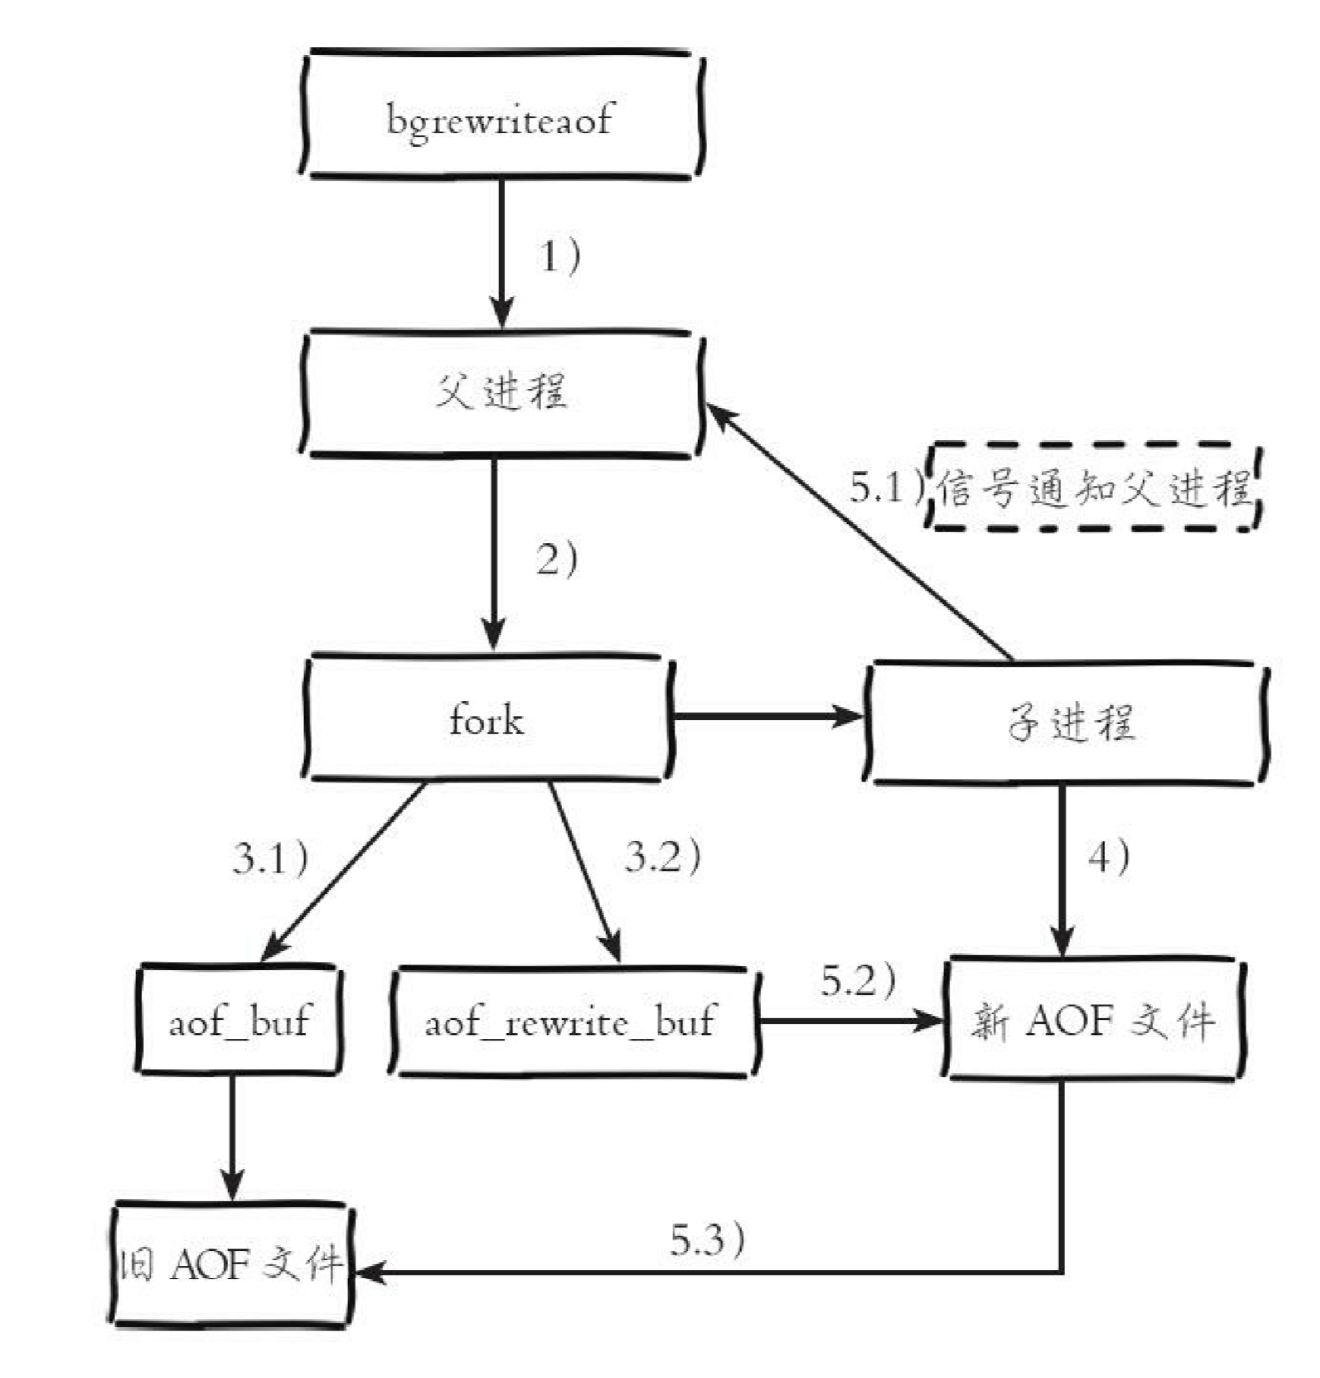 bgrewriteaof
1)
父进程
5.1)
信号通知父进程
2)
fork
子进程
3.1)
3.2)
4)
aof_buf
aof_rewrite_buf
5.2)
新 AOF 文件
5.3)
旧 AOF 文件